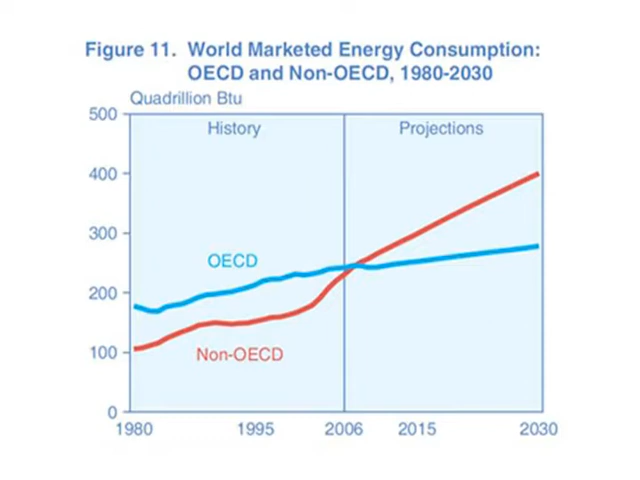 Figure 11. World Marketed Energy Consumption:
OECD and Non-OECD, 1980-2030
Quadrillion Btu
500
History
Projections
400
300
OECD
200
100
Non-OECD
0
1980
1995
2006
2015
2030